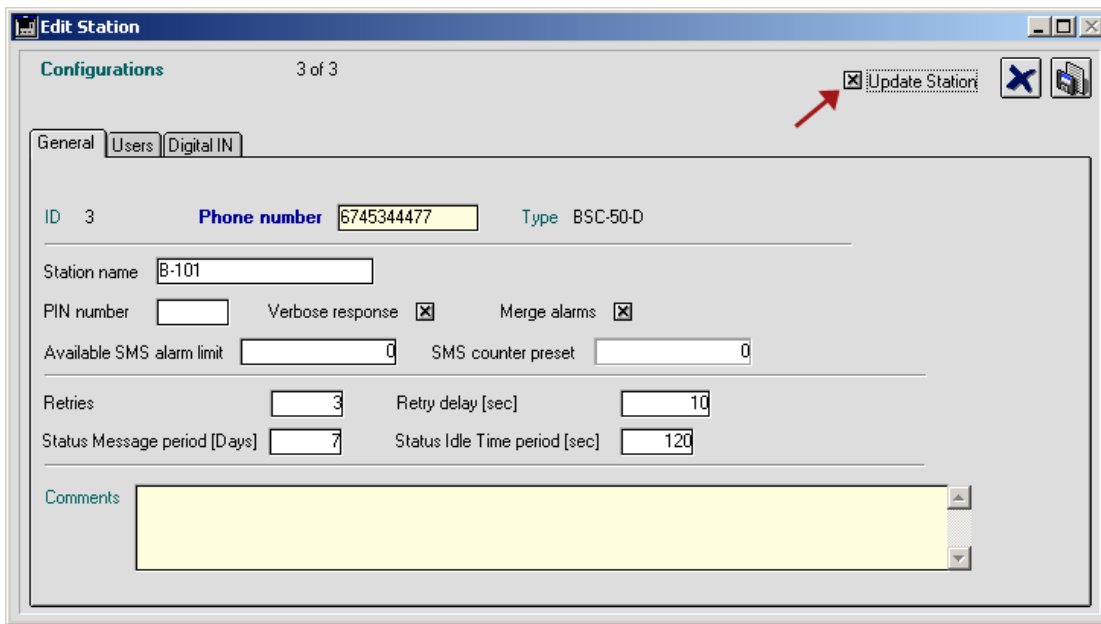 Edit Station
Configurations 3 of 3 Update Station
General Users Digital IN
ID 3 Phone number 6745344477 Type BSC-50-D
Station name B-101
PIN number Verbose response Merge alarms
Available SMS alarm limit 0 SMS counter preset 0
Retries 3 Retry delay [sec] 10
Status Message period [Days] 7 Status Idle Time period [sec] 120
Comments